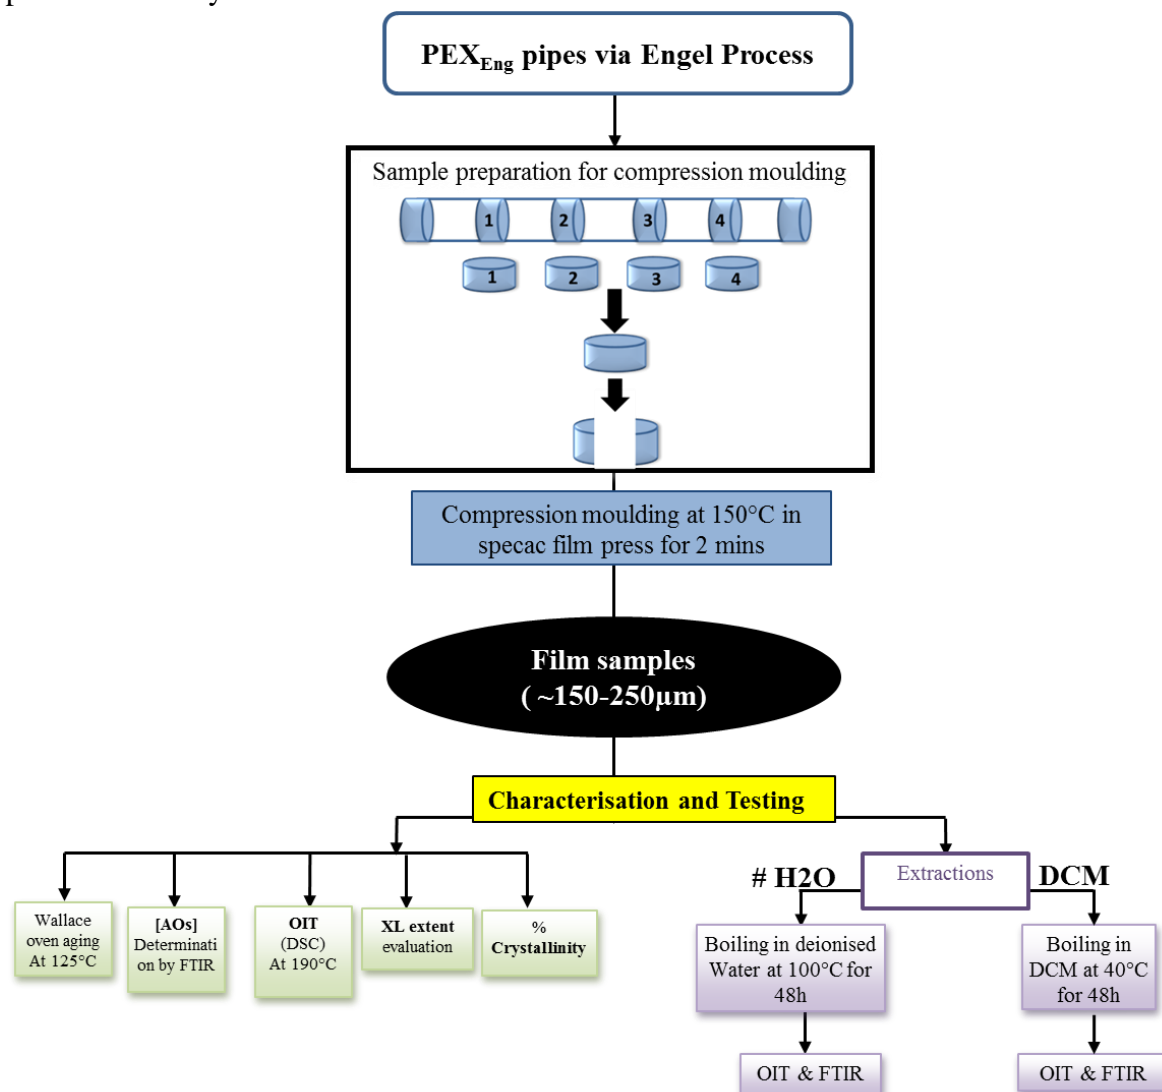 PEXEng pipes via Engel Process
Sample preparation for compression moulding
1 2 3 4
1 2 3 4
Compression moulding at 150°C in
specac film press for 2 mins
Film samples
( ~150-250µm)
Characterisation and Testing
Wallace
oven aging
At 125°C
[AOs]
Determinati
on by FTIR
OIT
(DSC)
At 190°C
XL extent
evaluation
%
Crystallinity
# H2O
Extractions
DCM
Boiling in deionised
Water at 100°C for
48h
Boiling in
DCM at 40°C
for 48h
OIT & FTIR
OIT & FTIR